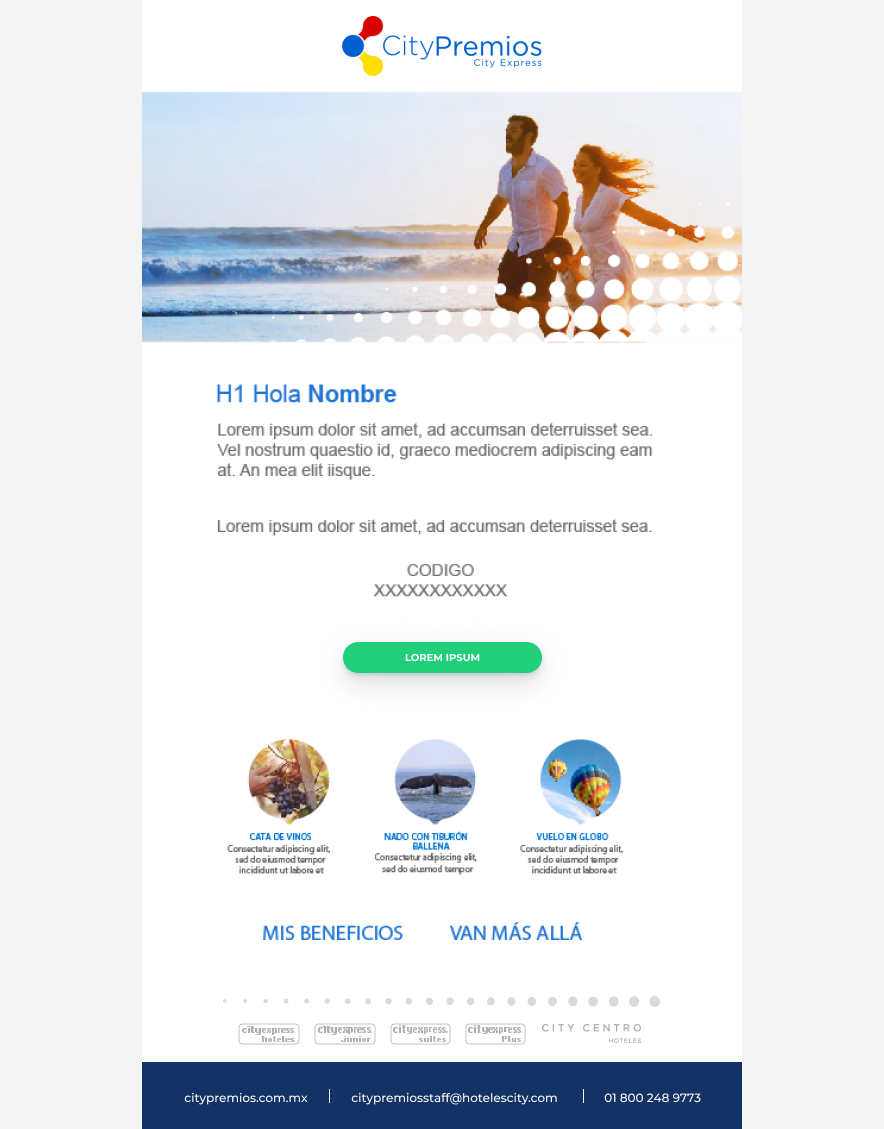 CityPremios
City Express
H1 Hola Nombre
Lorem ipsum dolor sit amet, ad accumsan deterruisset sea.
Vel nostrum quaestio id, graeco mediocrem adipiscing eam
at. An mea elit iisque.
Lorem ipsum dolor sit amet, ad accumsan deterruisset sea.
CODIGO
XXXXXXXXXXXX
LOREM IPSUM
CATA DE VINOS
Consectetur adipiscing elit,
sed do eiusmod tempor
incididunt ut labore et
NADO CON TIBURÓN
BALLENA
Consectetur adipiscing elit,
sed do eiusmod tempor
VUELO EN GLOBO
Consectetur adipiscing elit,
sed do eiusmod tempor
incididunt ut labore et
MIS BENEFICIOS VAN MÁS ALLÁ
cityexpress hoteles
cityexpress Junior
cityexpress suites
cityexpress Plus
CITY CENTRO
HOTELES
citypremios.com.mx | citypremiosstaff@hotelescity.com | 01 800 248 9773